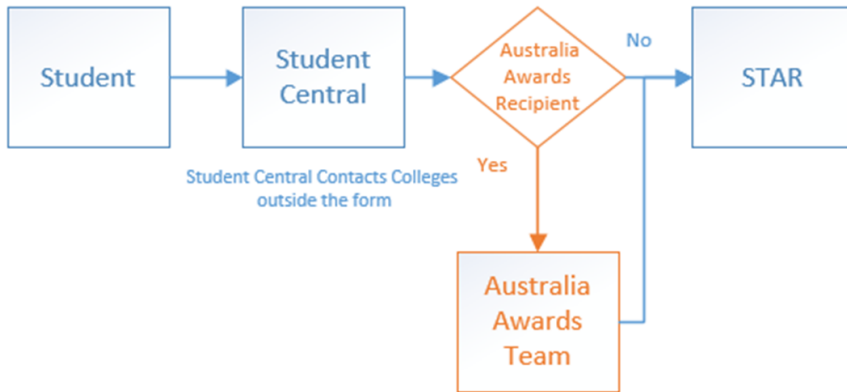 Student
Student
Central
Australia
Awards
Recipient
No
STAR
Student Central Contacts Colleges
outside the form
Yes
Australia
Awards
Team